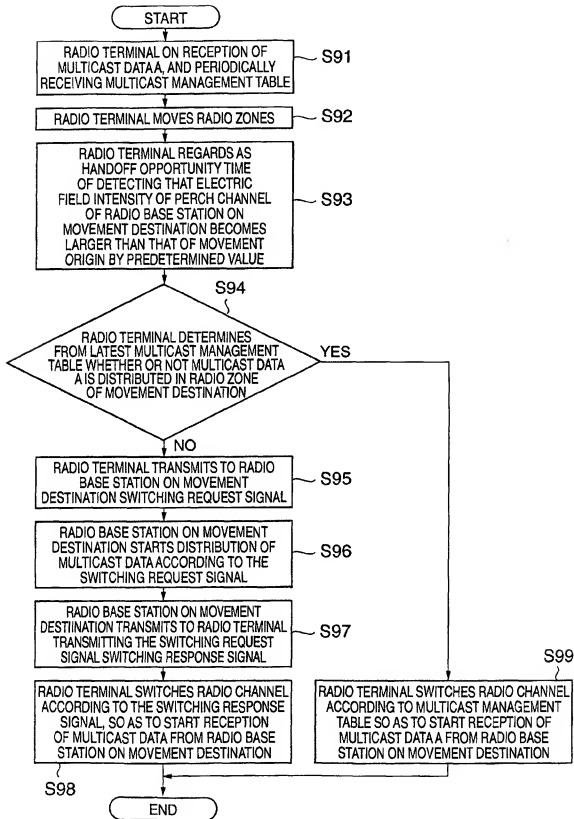 START
RADIO TERMINAL ON RECEPTION OF
MULTICAST DATA A, AND PERIODICALLY
RECEIVING MULTICAST MANAGEMENT TABLE
S91
RADIO TERMINAL MOVES RADIO ZONES
S92
RADIO TERMINAL REGARDS AS
HANDOFF OPPORTUNITY TIME
OF DETECTING THAT ELECTRIC
FIELD INTENSITY OF PERCH CHANNEL
OF RADIO BASE STATION ON
MOVEMENT DESTINATION BECOMES
LARGER THAN THAT OF MOVEMENT
ORIGIN BY PREDETERMINED VALUE
S93
S94
RADIO TERMINAL DETERMINES
FROM LATEST MULTICAST MANAGEMENT
TABLE WHETHER OR NOT MULTICAST DATA
A IS DISTRIBUTED IN RADIO ZONE
OF MOVEMENT DESTINATION
YES
NO
RADIO TERMINAL TRANSMITS TO RADIO
BASE STATION ON MOVEMENT
DESTINATION SWITCHING REQUEST SIGNAL
S95
RADIO BASE STATION ON MOVEMENT
DESTINATION STARTS DISTRIBUTION OF
MULTICAST DATA ACCORDING TO THE
SWITCHING REQUEST SIGNAL
S96
RADIO BASE STATION ON MOVEMENT
DESTIINATION TRANSMITS TO RADIO TERMINAL
TRANSMITTING THE SWITCHING REQUEST
SIGNAL SWITCHING RESPONSE SIGNAL
S97
RADIO TERMINAL SWITCHES RADIO CHANNEL
ACCORDING TO THE SWITCHING RESPONSE
SIGNAL, SO AS TO START RECEPTION
OF MULTICAST DATA FROM RADIO BASE
STATION ON MOVEMENT DESTINATION
S98
S99
RADIO TERMINAL SWITCHES RADIO CHANNEL
ACCORDING TO MULTICAST MANAGEMENT
TABLE SO AS TO START RECEPTION OF
MULTICAST DATA A FROM RADIO BASE
STATION ON MOVEMENT DESTINATION
END